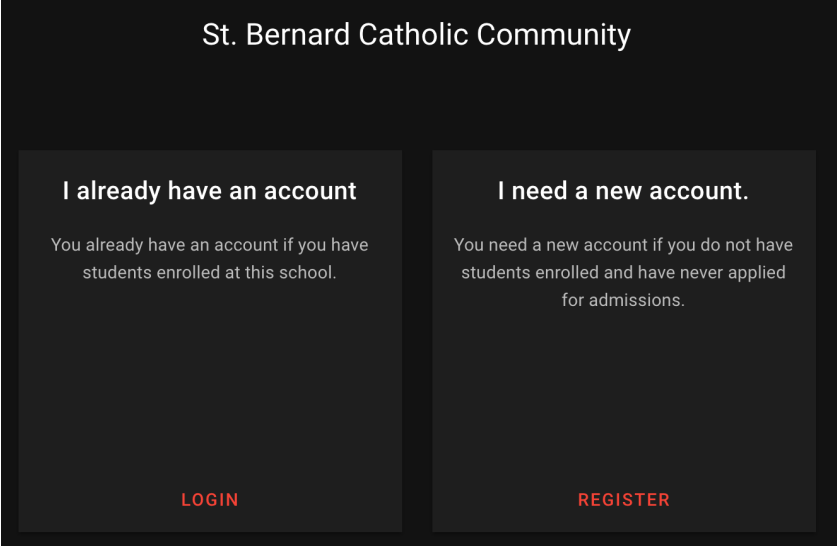 St. Bernard Catholic Community
I already have an account
You already have an account if you have
students enrolled at this school.
LOGIN
I need a new account.
You need a new account if you do not have
students enrolled and have never applied
for admissions.
REGISTER